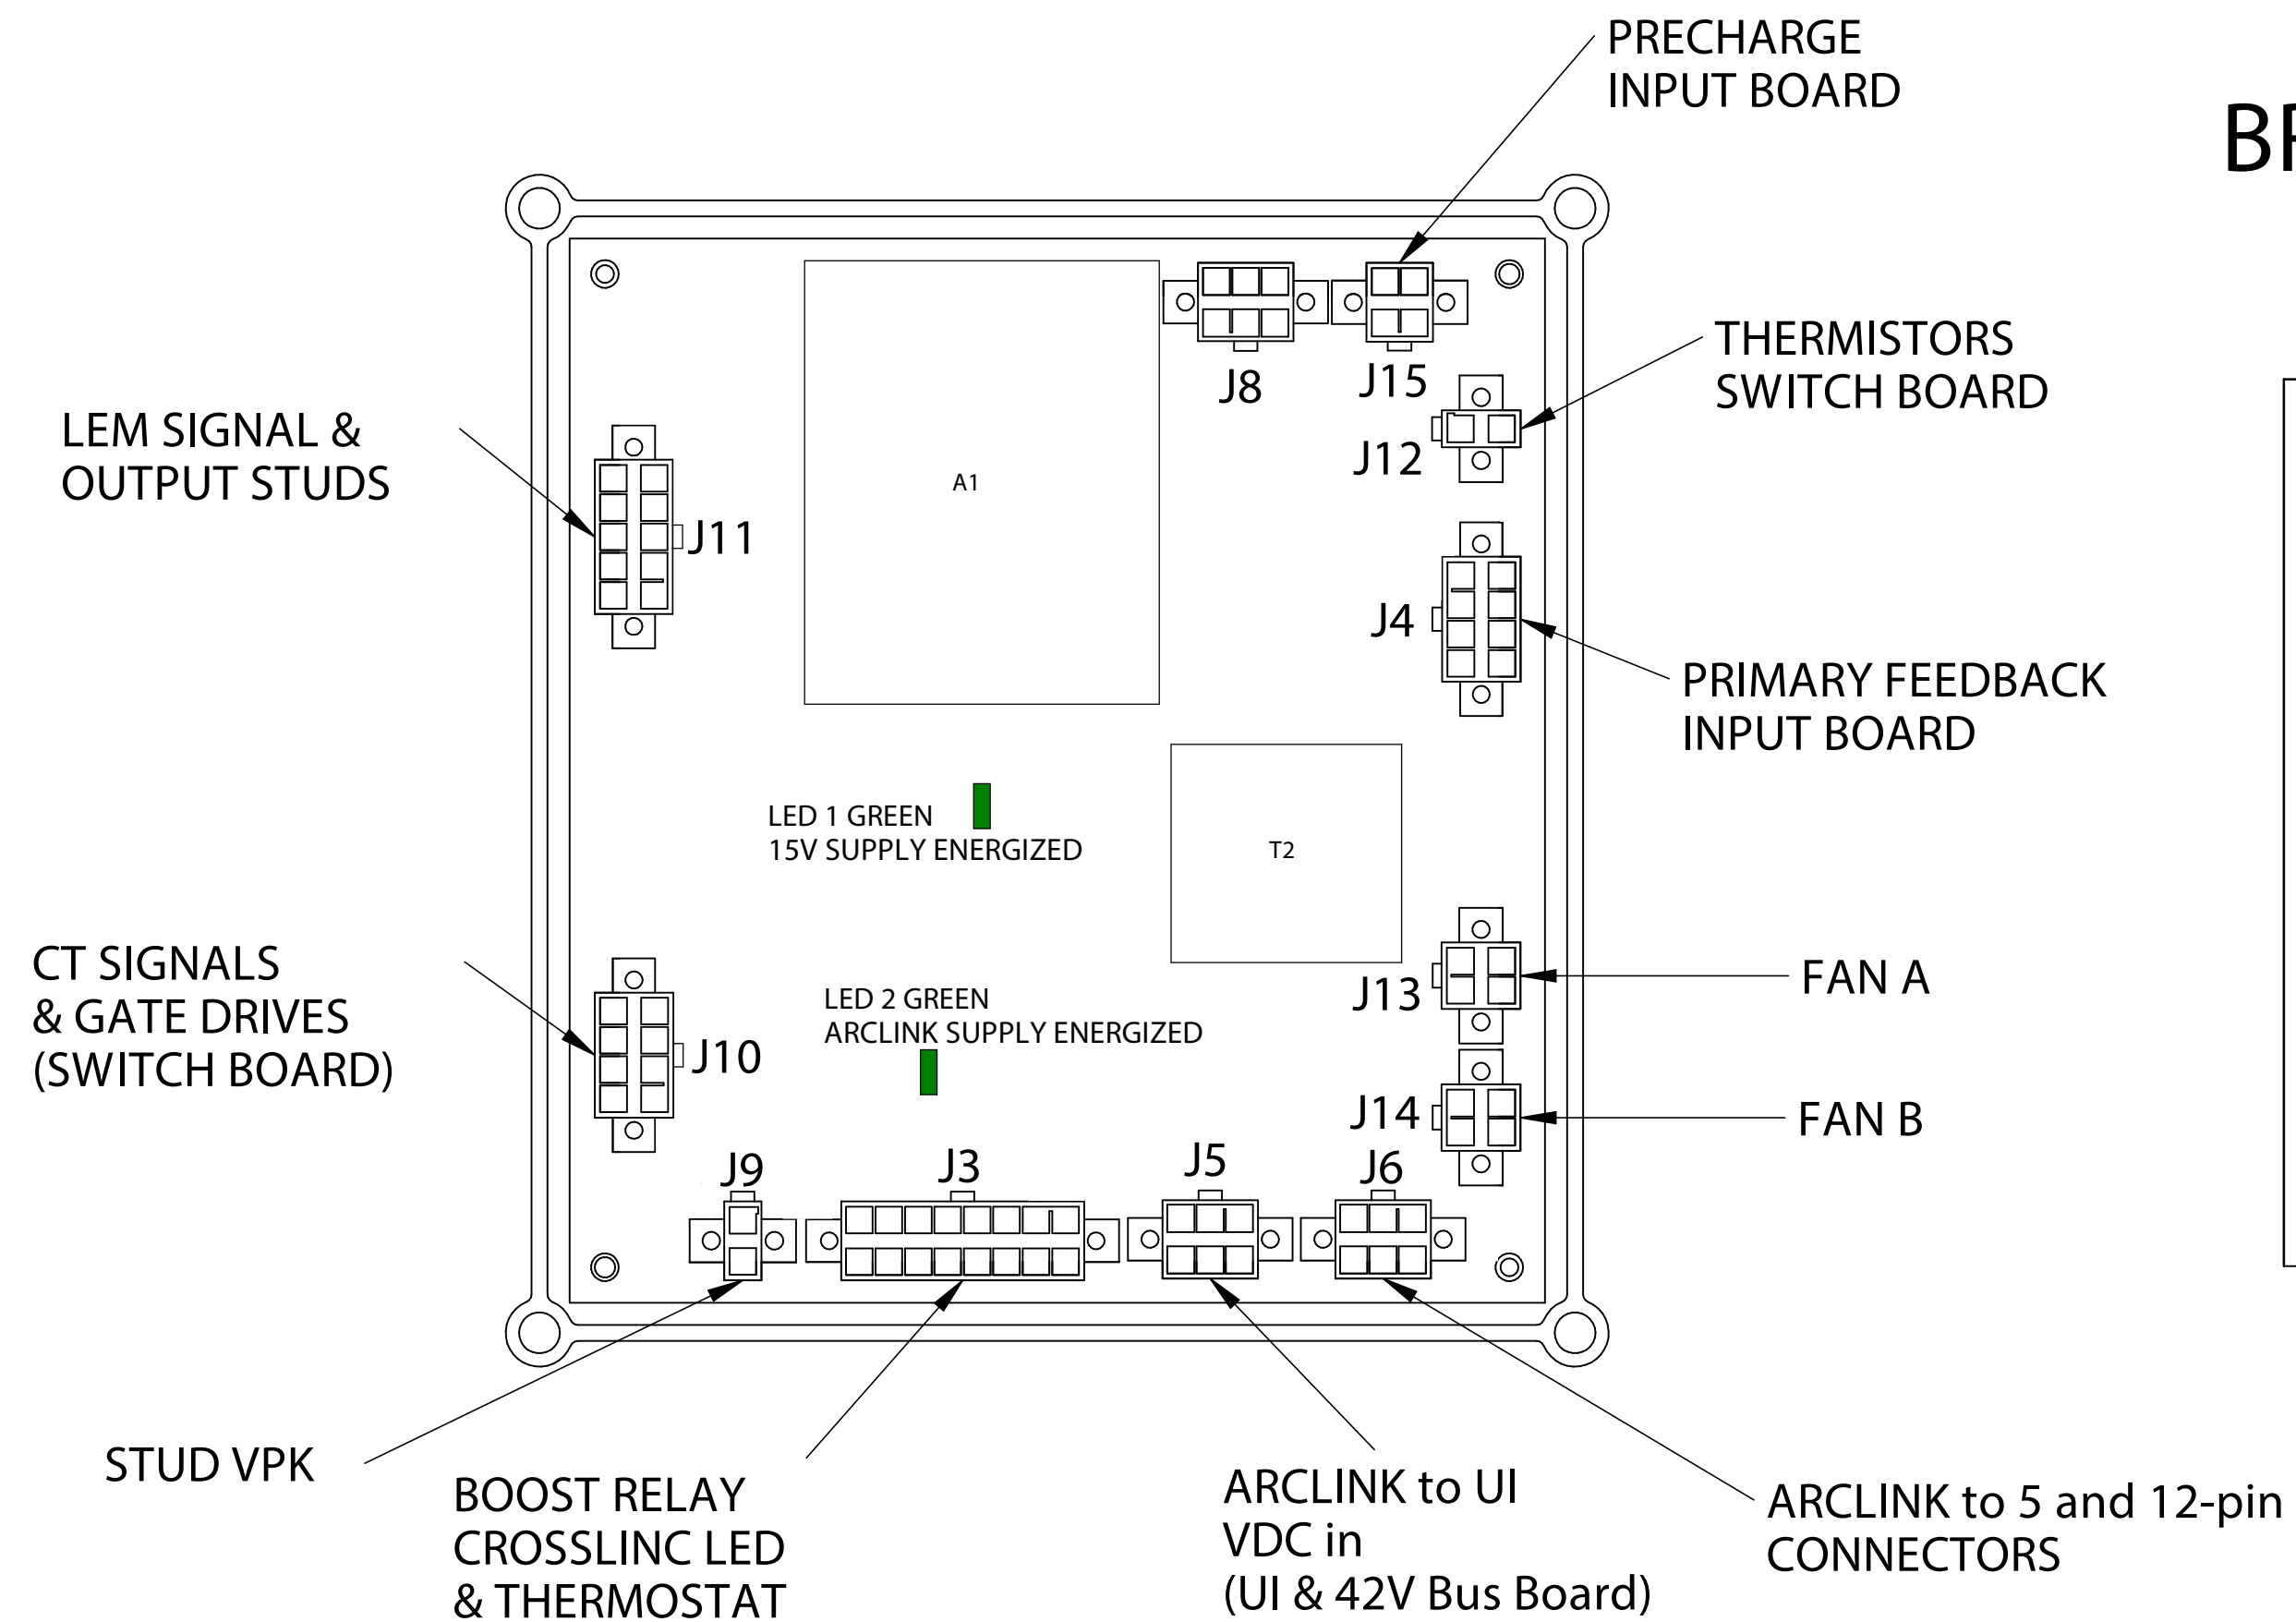 PRECHARGE
INPUT BOARD
THERMISTORS
SWITCH BOARD
LEM SIGNAL &
OUTPUT STUDS
J8
J15
J12
A1
J11
J4
PRIMARY FEEDBACK
INPUT BOARD
LED 1 GREEN
15V SUPPLY ENERGIZED
T2
CT SIGNALS
& GATE DRIVES
(SWITCH BOARD)
J13
FAN A
LED 2 GREEN
ARCLINK SUPPLY ENERGIZED
J10
J14
FAN B
J9
J3
J5
J6
STUD VPK
BOOST RELAY
CROSSLINC LED
& THERMOSTAT
ARCLINK to UI
VDC in
(UI & 42V Bus Board)
ARCLINK to 5 and 12-pin
CONNECTORS